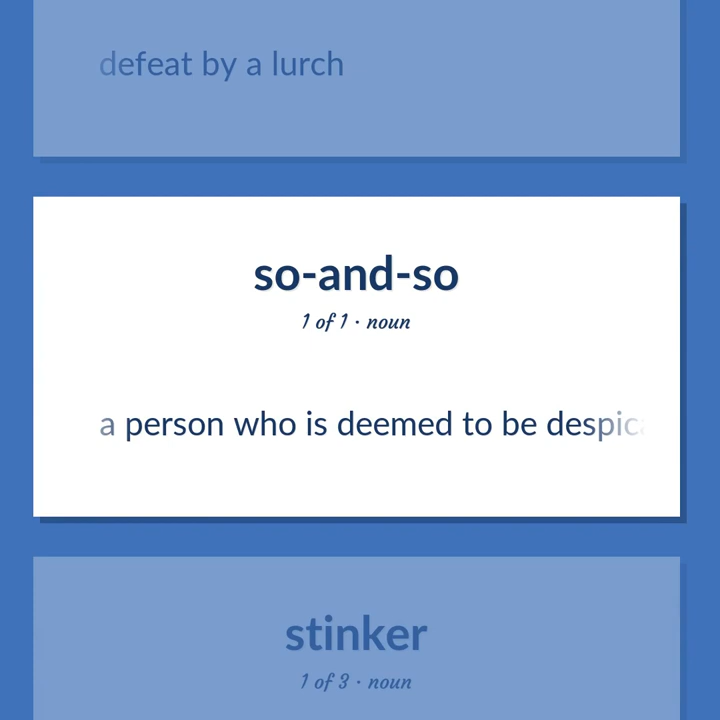 defeat by a lurch
so-and-so
1 of 1 · noun
a person who is deemed to be
stinker
1 of 3 · noun